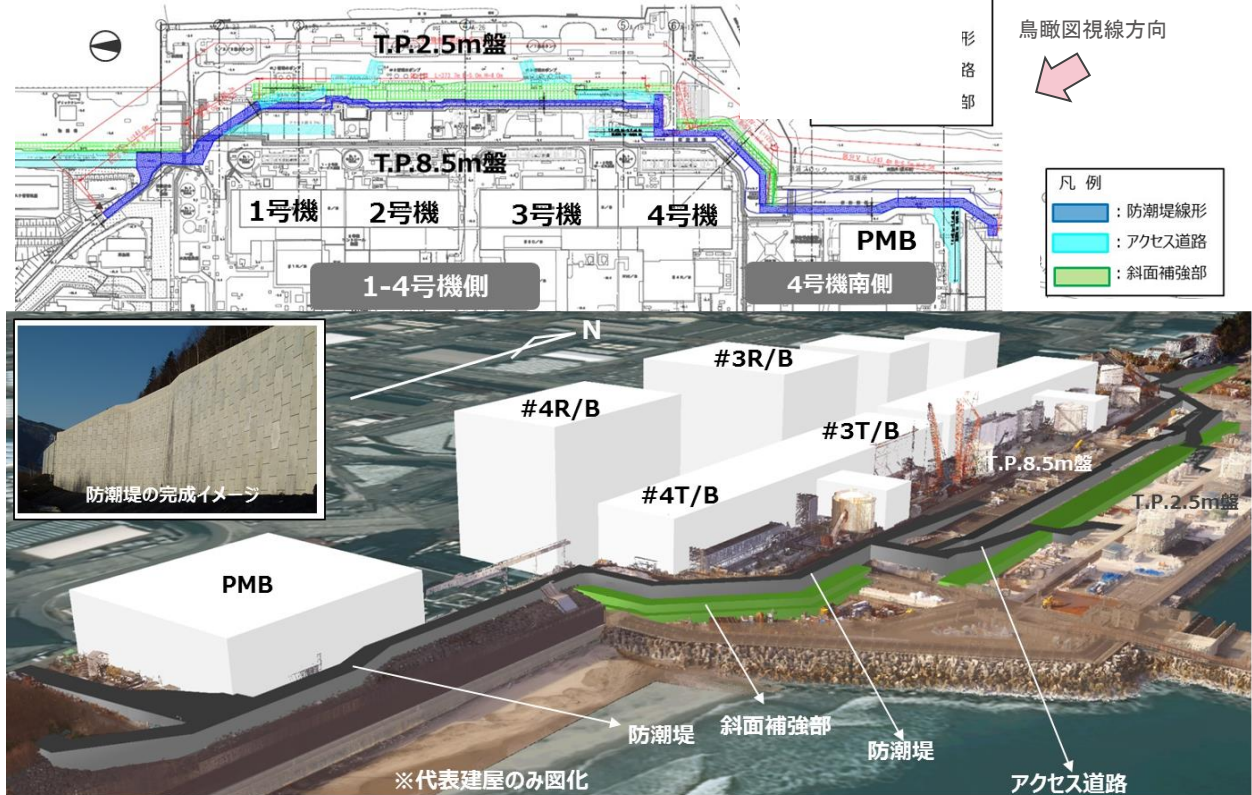 T.P.2.5m盤
形
路
部
鳥瞰図視線方向
T.P.8.5m盤
1号機
2号機
3号機
4号機
PMB
1-4号機側
4号機南側
凡 例
：防潮堤線形
：アクセス道路
：斜面補強部
N
#3R/B
#4R/B
#3T/B
#4T/B
T.P.8.5m盤
T.P.2.5m盤
防潮堤の完成イメージ
PMB
防潮堤
斜面補強部
防潮堤
アクセス道路
※代表建屋のみ図化